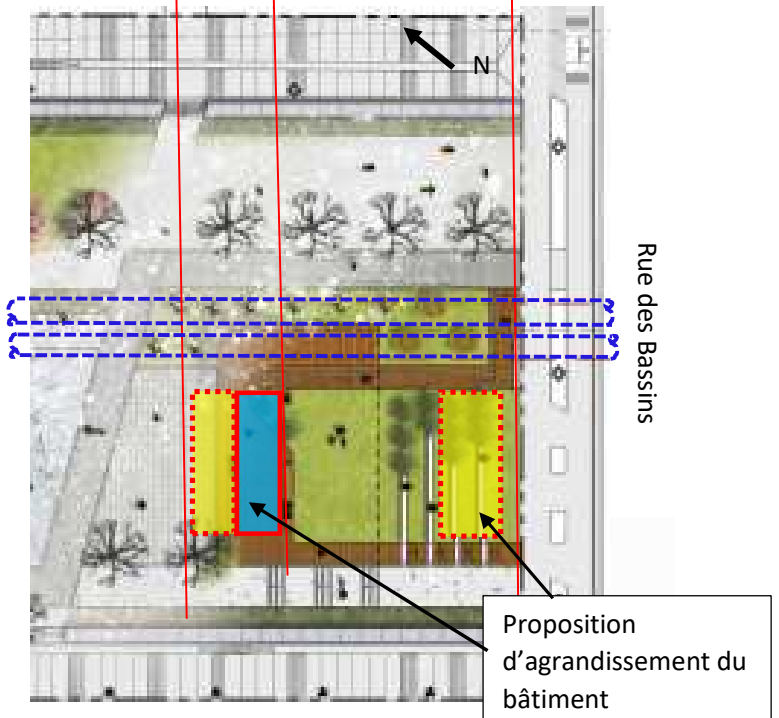 N
Rue des Bassins
Proposition
d'agrandissement du
bâtiment